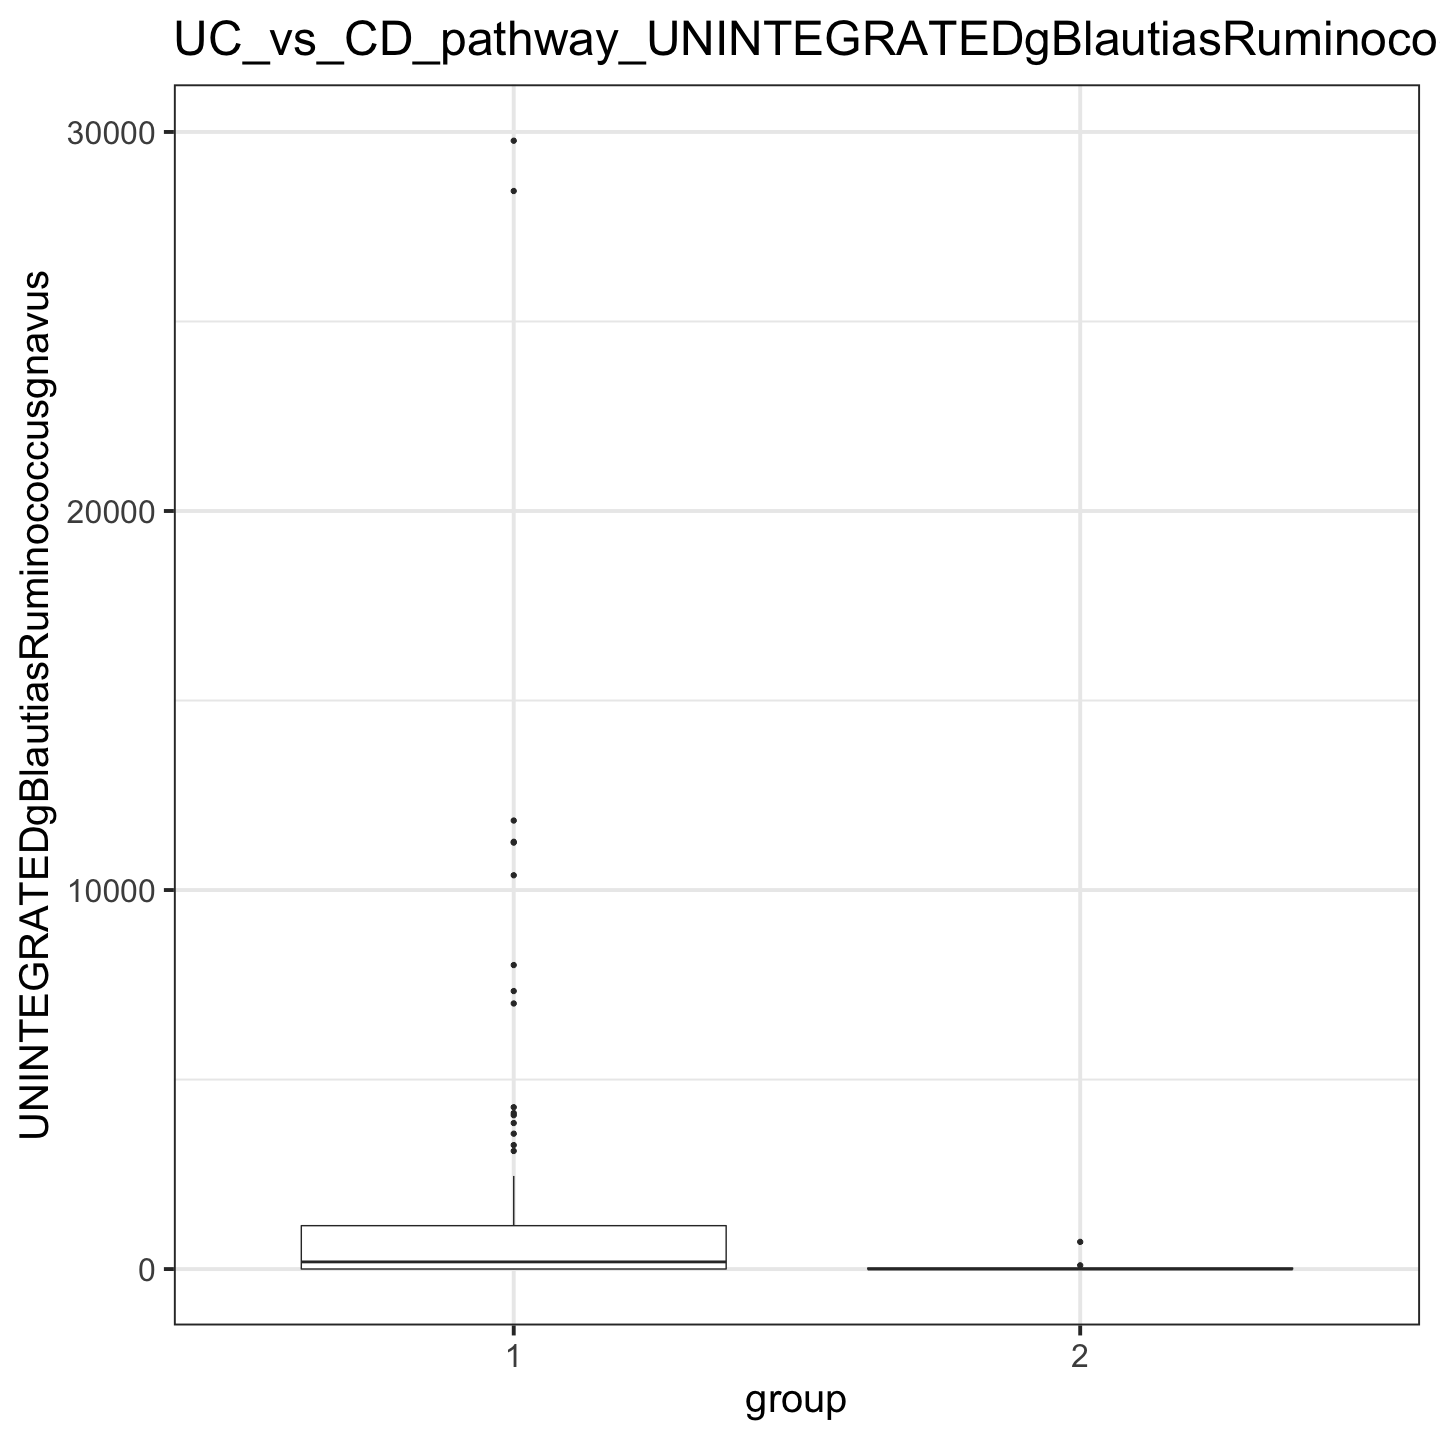 UC_vs_CD_pathway_UNINTEGRATEDgBlautiasRuminoco
UNINTEGRATEDgBlautiasRuminococcusgnavus
30000
20000
10000
0
1
2
group